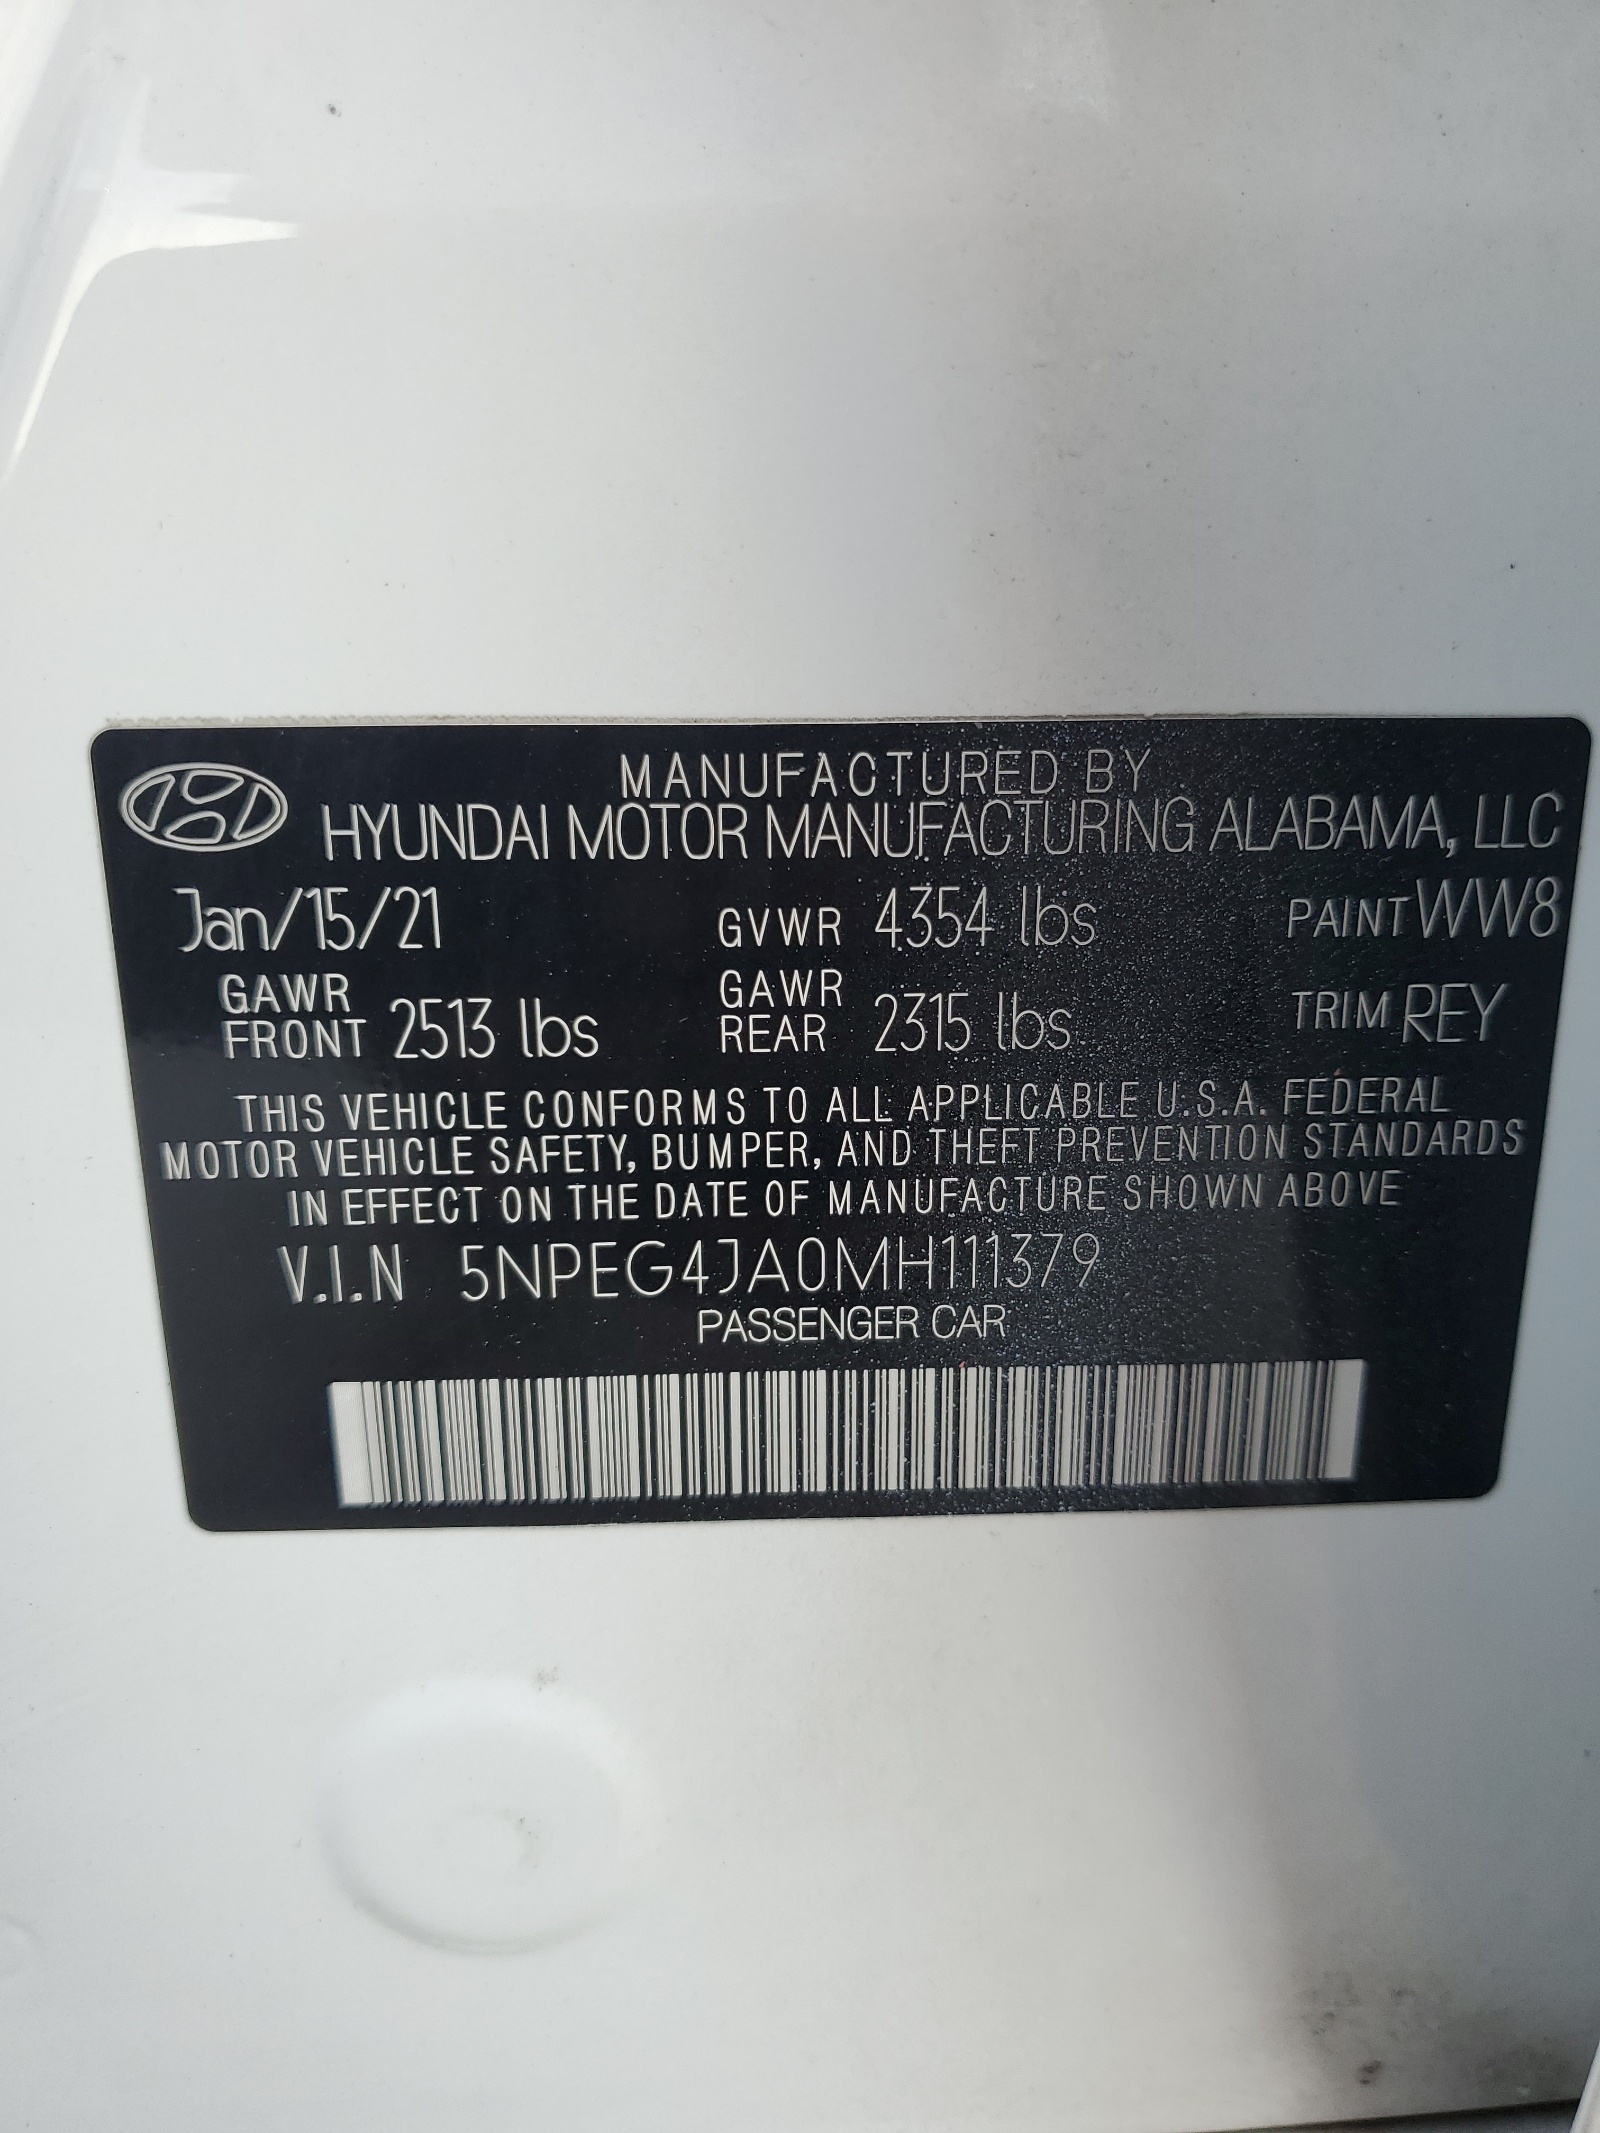 MANUFACTURED BY
HYUNDAI MOTOR MANUFACTURING ALABAMA, LLC
Jan/15/21 GVWR 4354 lbs PAINT WW8
GAWR FRONT 2513 lbs GAWR REAR 2315 lbs TRIM REY
THIS VEHICLE CONFORMS TO ALL APPLICABLE U.S.A. FEDERAL
MOTOR VEHICLE SAFETY, BUMPER, AND THEFT PREVENTION STANDARDS
IN EFFECT ON THE DATE OF MANUFACTURE SHOWN ABOVE
V.I.N 5NPEG4JA0MH111379
PASSENGER CAR